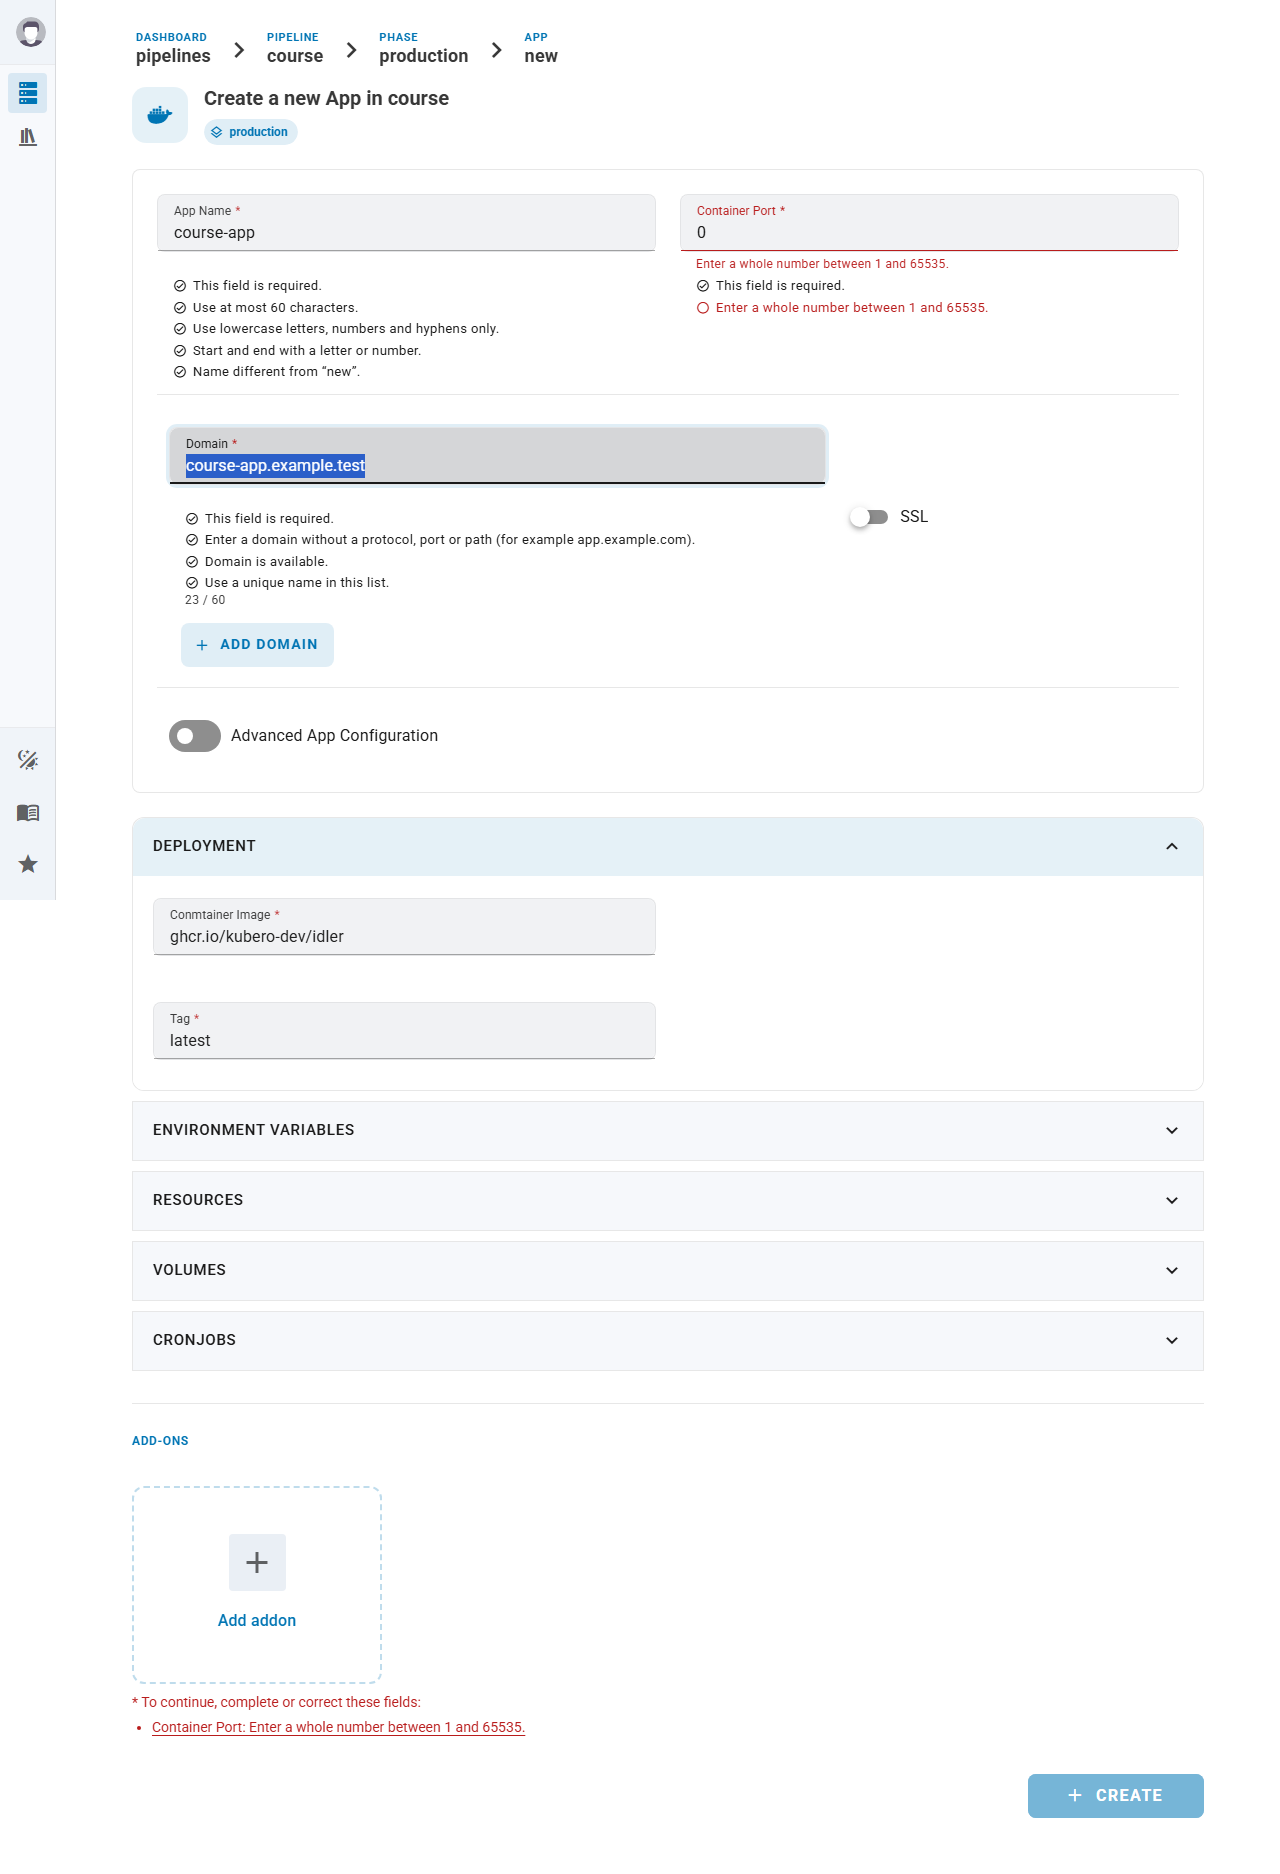 DASHBOARD
pipelines
PIPELINE
course
PHASE
production
APP
new
Create a new App in course
production
App Name *
course-app
This field is required.
Use at most 60 characters.
Use lowercase letters, numbers and hyphens only.
Start and end with a letter or number.
Name different from “new”.
Container Port *
0
Enter a whole number between 1 and 65535.
This field is required.
Enter a whole number between 1 and 65535.
Domain *
course-app.example.test
This field is required.
Enter a domain without a protocol, port or path (for example app.example.com).
Domain is available.
Use a unique name in this list.
23 / 60
SSL
ADD DOMAIN
Advanced App Configuration
DEPLOYMENT
Conmtainer Image *
ghcr.io/kubero-dev/idler
Tag *
latest
ENVIRONMENT VARIABLES
RESOURCES
VOLUMES
CRONJOBS
ADD-ONS
Add addon
* To continue, complete or correct these fields:
• Container Port: Enter a whole number between 1 and 65535.
CREATE